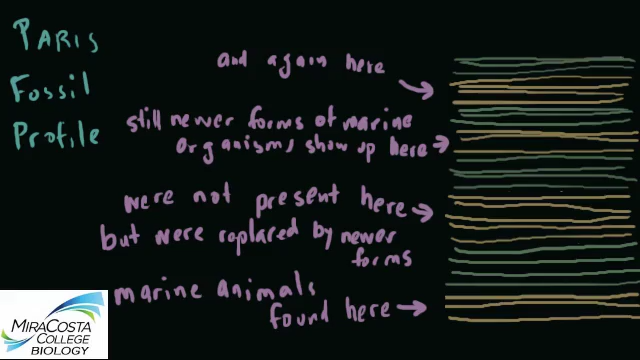 PARIS
Fossil
Profile
and again here
still newer forms of marine
organisms show up here
were not present here
but were replaced by newer
forms
marine animals
found here
MIRACOSTA
COLLEGE
BIOLOGY